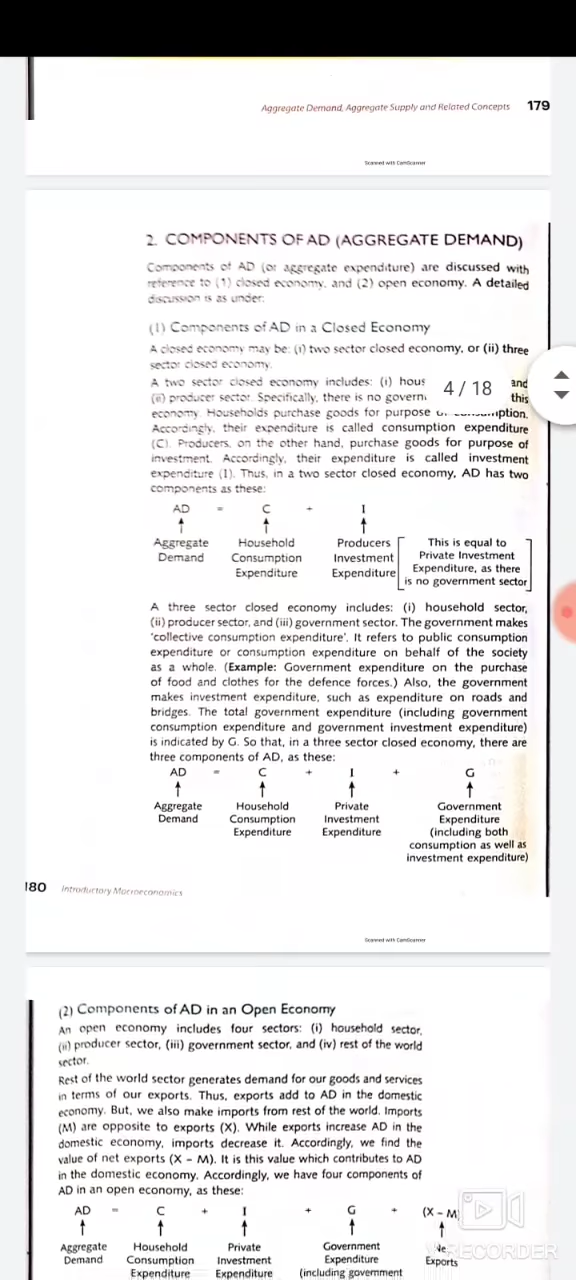 Aggregate Demand, Aggregate Supply and Related Concepts 179
Scanned with CamScanner
2. COMPONENTS OF AD (AGGREGATE DEMAND)
Components of AD (or aggregate expenditure) are discussed with
reference to (1) closed economy, and (2) open economy. A detailed
discussion is as under:
(1) Components of AD in a Closed Economy
A closed economy may be: (i) two sector closed economy, or (ii) three
sector closed economy.
A two sector closed economy includes: (i) hous and
4 / 18
(ii) producer sector. Specifically, there is no govern this
economy. Households purchase goods for purpose
Accordingly, their expenditure is called consumption expenditure
(C). Producers, on the other hand, purchase goods for purpose of
investment. Accordingly, their expenditure is called investment
expenditure (I). Thus, in a two sector closed economy, AD has two
components as these:
AD = C + I
Aggregate Household Producers This is equal to
Demand Consumption Investment Private Investment
Expenditure Expenditure Expenditure, as there
is no government sector
A three sector closed economy includes: (i) household sector,
(ii) producer sector, and (iii) government sector. The government makes
'collective consumption expenditure'. It refers to public consumption
expenditure or consumption expenditure on behalf of the society
as a whole. (Example: Government expenditure on the purchase
of food and clothes for the defence forces.) Also, the government
makes investment expenditure, such as expenditure on roads and
bridges. The total government expenditure (including government
consumption expenditure and government investment expenditure)
is indicated by G. So that, in a three sector closed economy, there are
three components of AD, as these:
AD = C + I + G
Aggregate Household Private Government
Demand Consumption Investment Expenditure
Expenditure Expenditure (including both
consumption as well as
investment expenditure)
180 Introductory Macroeconomics
Scanned with CamScanner
(2) Components of AD in an Open Economy
An open economy includes four sectors: (i) household sector,
(ii) producer sector, (iii) government sector, and (iv) rest of the world
sector.
Rest of the world sector generates demand for our goods and services
in terms of our exports. Thus, exports add to AD in the domestic
economy. But, we also make imports from rest of the world. Imports
(M) are opposite to exports (X). While exports increase AD in the
domestic economy, imports decrease it. Accordingly, we find the
value of net exports (X – M). It is this value which contributes to AD
in the domestic economy. Accordingly, we have four components of
AD in an open economy, as these:
AD = C + I + G + (X – M)
Aggregate Household Private Government Net
Demand Consumption Investment Expenditure Exports
Expenditure Expenditure (including government
RECORDER